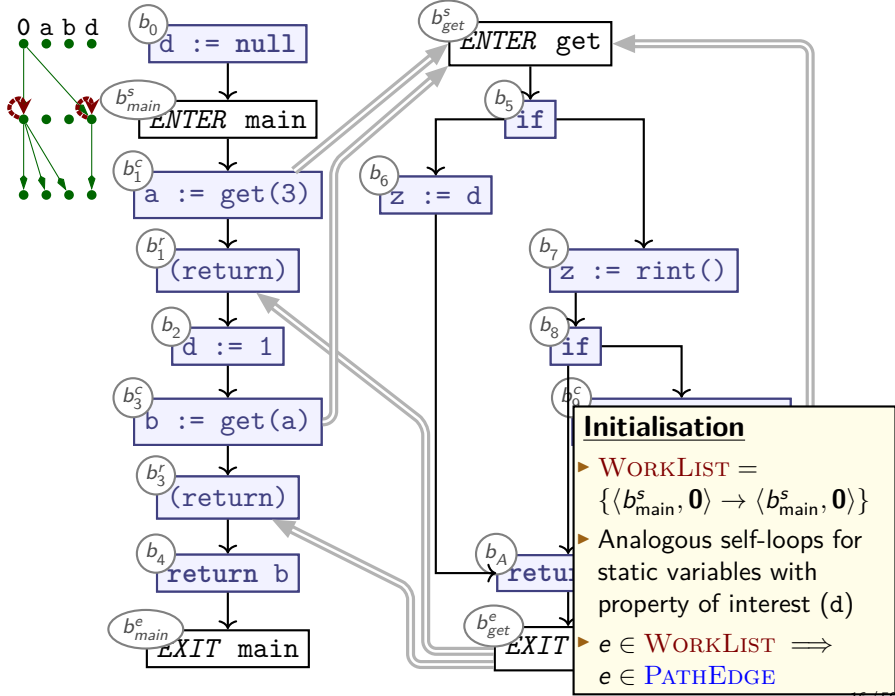 0 a b d
b0
d := null
b^s_main
ENTER main
b^c_1
a := get(3)
b^r_1
(return)
b2
d := 1
b^c_3
b := get(a)
b^r_3
(return)
b4
return b
b^e_main
EXIT main
b^s_get
ENTER get
b5
if
b6
z := d
b7
z := rint()
b8
if
b^c_9
bA
b^e_get
EXIT
Initialisation
▶ WORKLIST =
{⟨b^s_main, 0⟩ → ⟨b^s_main, 0⟩}
▶ Analogous self-loops for
static variables with
property of interest (d)
▶ e ∈ WORKLIST ⟹
e ∈ PATHEDGE